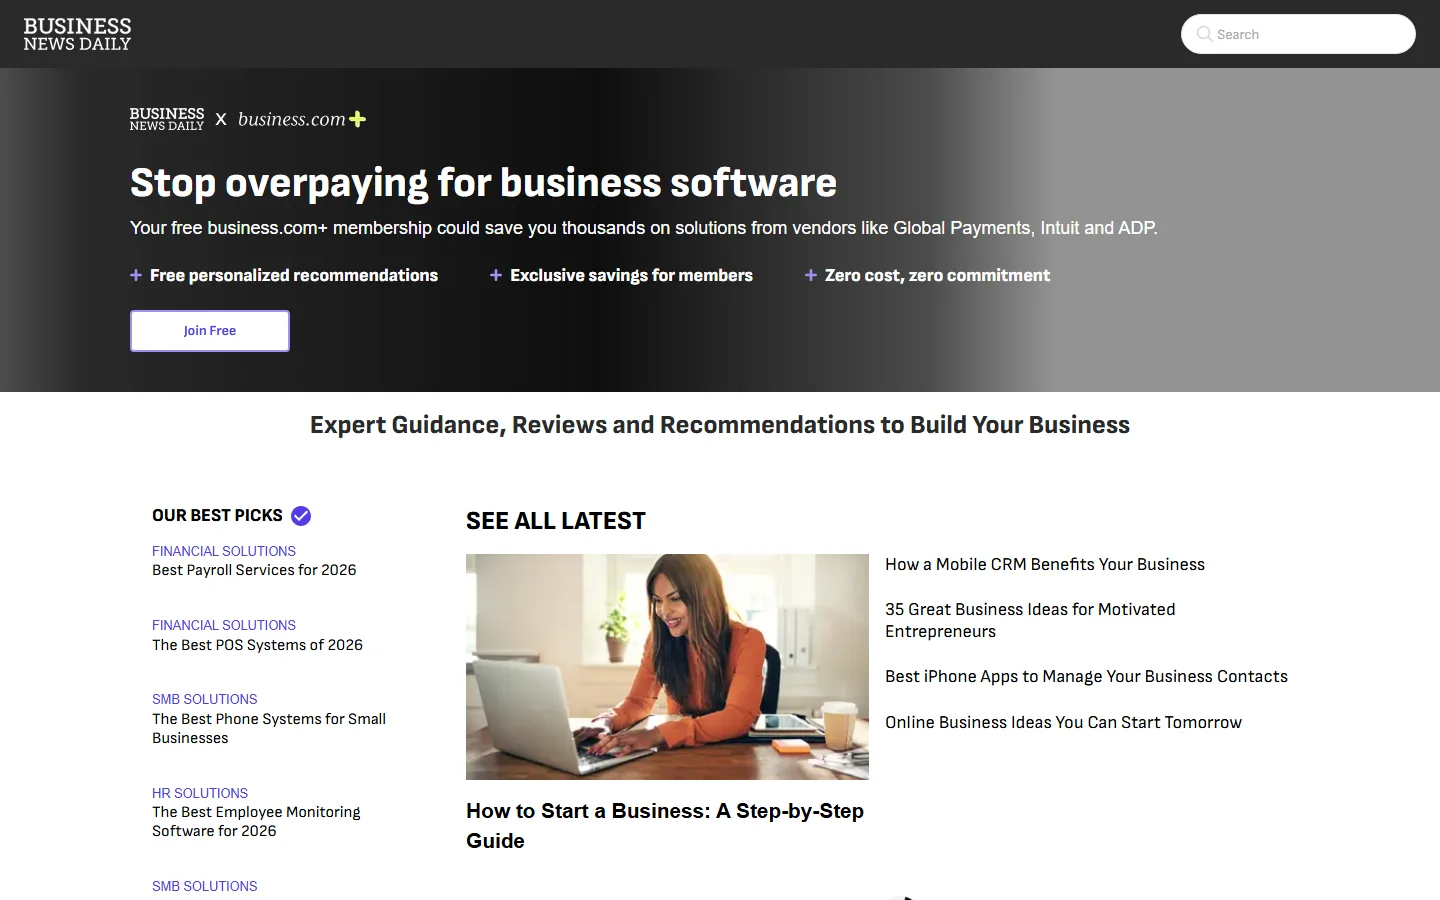 BUSINESS
NEWS DAILY
Search
BUSINESS
NEWS DAILY
X
business.com+
Stop overpaying for business software
Your free business.com+ membership could save you thousands on solutions from vendors like Global Payments, Intuit and ADP.
+ Free personalized recommendations
+ Exclusive savings for members
+ Zero cost, zero commitment
Join Free
Expert Guidance, Reviews and Recommendations to Build Your Business
OUR BEST PICKS
FINANCIAL SOLUTIONS
Best Payroll Services for 2026
FINANCIAL SOLUTIONS
The Best POS Systems of 2026
SMB SOLUTIONS
The Best Phone Systems for Small
Businesses
HR SOLUTIONS
The Best Employee Monitoring
Software for 2026
SMB SOLUTIONS
SEE ALL LATEST
How to Start a Business: A Step-by-Step
Guide
How a Mobile CRM Benefits Your Business
35 Great Business Ideas for Motivated
Entrepreneurs
Best iPhone Apps to Manage Your Business Contacts
Online Business Ideas You Can Start Tomorrow